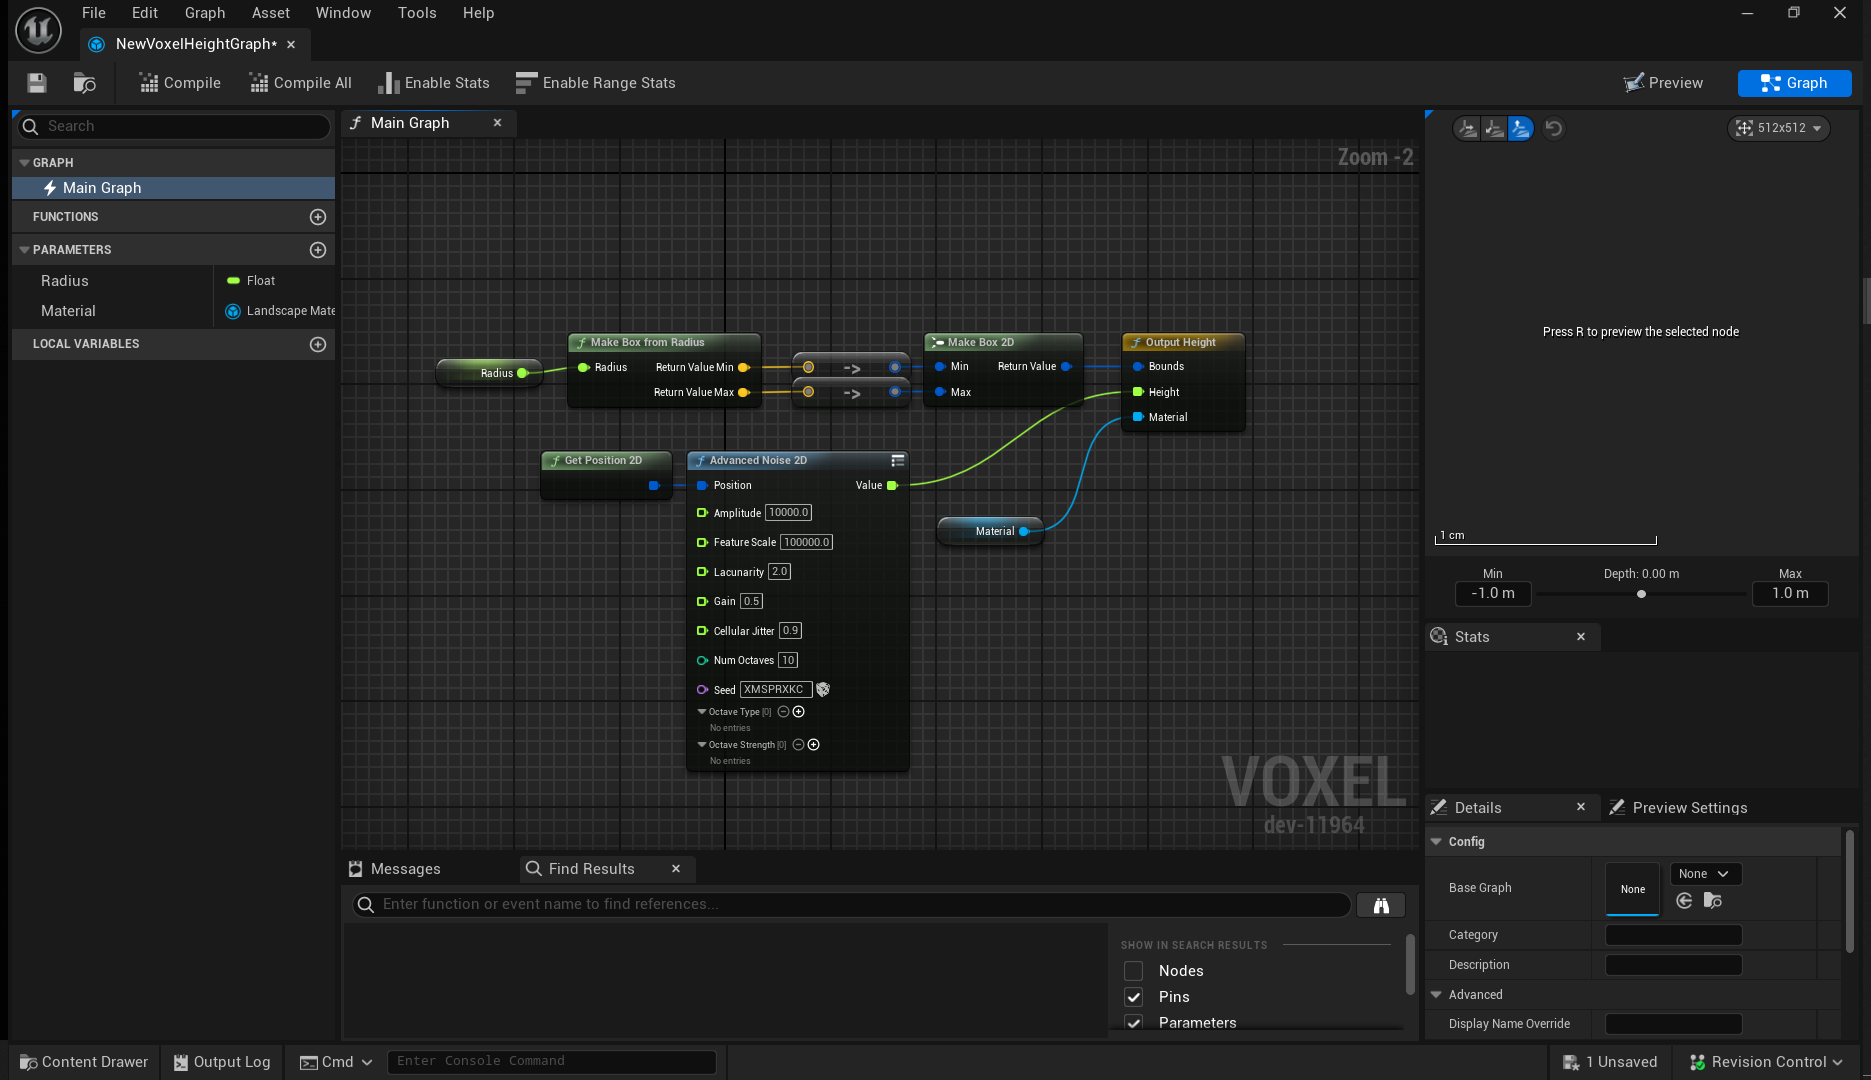 File Edit Graph Asset Window Tools Help
NewVoxelHeightGraph*
Compile Compile All Enable Stats Enable Range Stats Preview Graph
Search
GRAPH
Main Graph
FUNCTIONS
PARAMETERS
Radius Float
Material Landscape Mate
LOCAL VARIABLES
Main Graph
Zoom -2
Radius
Make Box from Radius
Radius Return Value Min
Return Value Max
->
->
Make Box 2D
Min Return Value
Max
Output Height
Bounds
Height
Material
Get Position 2D
Advanced Noise 2D
Position Value
Amplitude 10000.0
Feature Scale 100000.0
Lacunarity 2.0
Gain 0.5
Cellular Jitter 0.9
Num Octaves 10
Seed XMSPRXKC
Octave Type [0]
No entries
Octave Strength [0]
No entries
Material
VOXEL
dev-11964
512x512
Press R to preview the selected node
1 cm
Min Depth: 0.00 m Max
-1.0 m 1.0 m
Stats
Details Preview Settings
Config
Base Graph None None
Category
Description
Advanced
Display Name Override
Messages Find Results
Enter function or event name to find references...
SHOW IN SEARCH RESULTS
Nodes
Pins
Parameters
Content Drawer Output Log Cmd Enter Console Command 1 Unsaved Revision Control